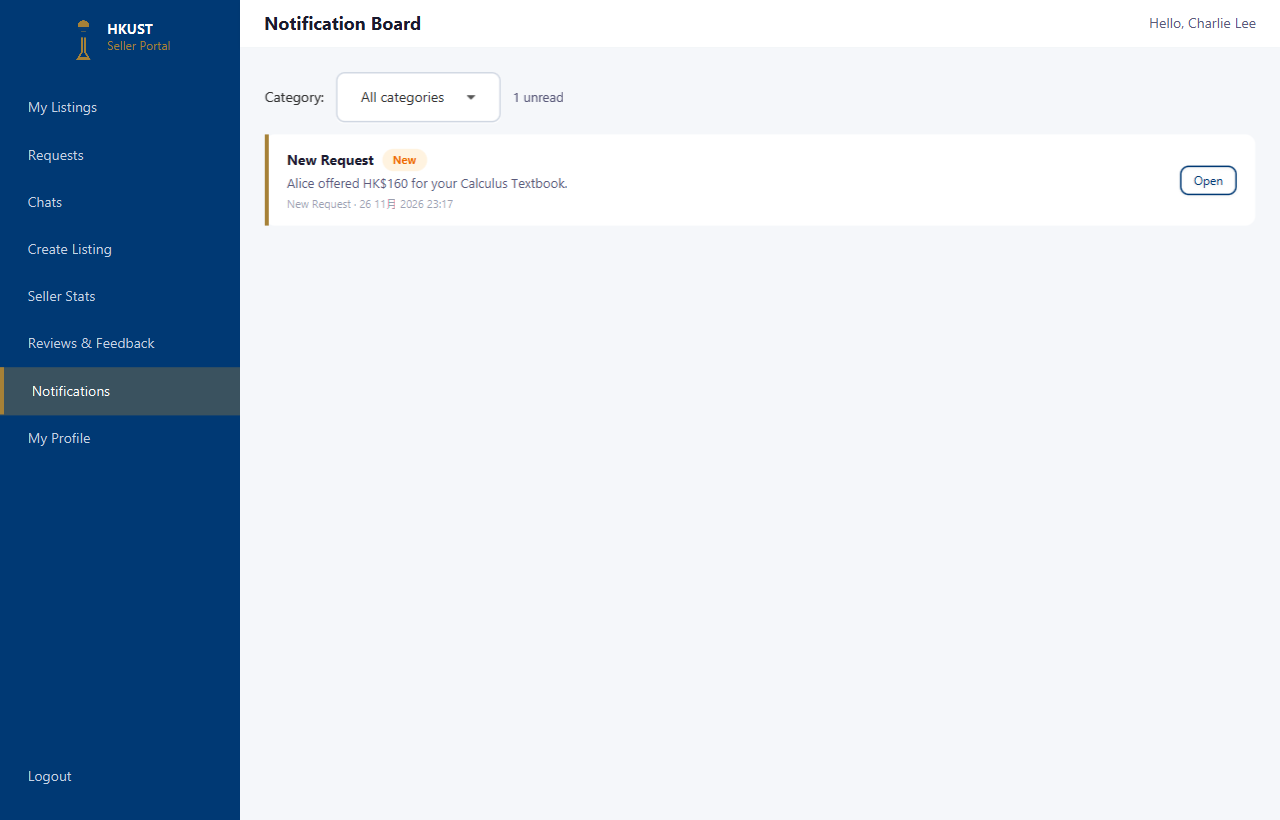 HKUST
Seller Portal
My Listings
Requests
Chats
Create Listing
Seller Stats
Reviews & Feedback
Notifications
My Profile
Logout
Notification Board
Hello, Charlie Lee
Category:
All categories
1 unread
New Request
New
Alice offered HK$160 for your Calculus Textbook.
New Request · 26 11月 2026 23:17
Open